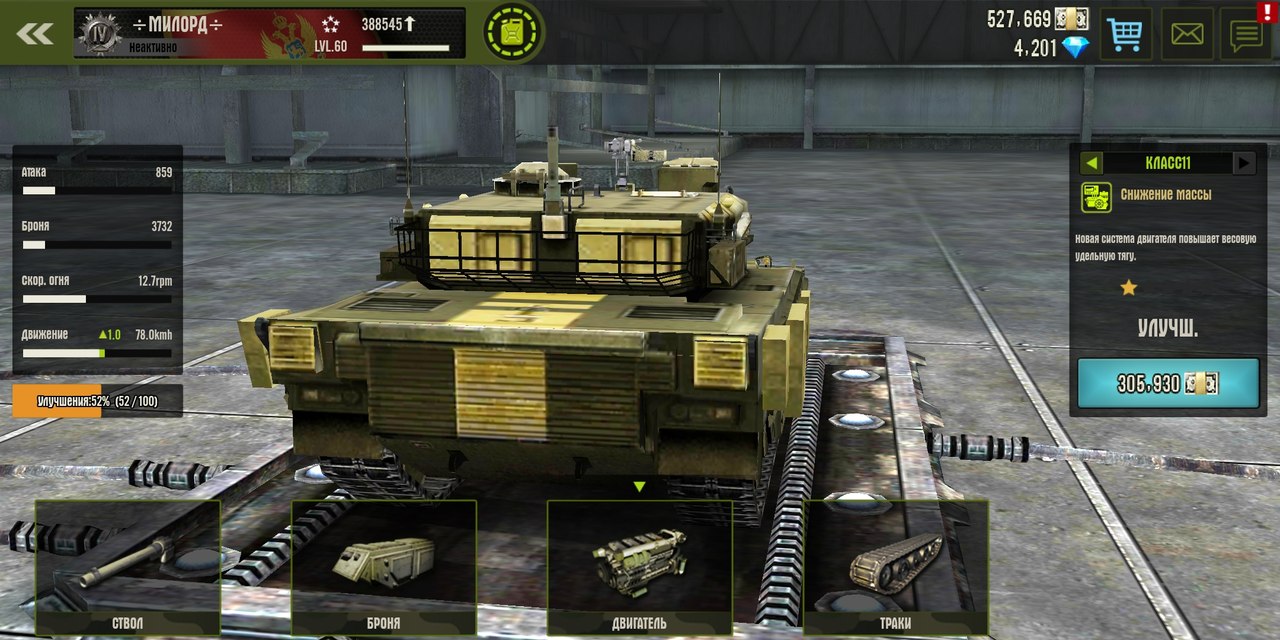 ÷МИЛОРД÷
IV
Неактивно
LVL.60
388545
527,669
4,201
!
Атака 859
Броня 3732
Скор. огня 12.7rpm
Движение ▲1.0 78.0kmh
Улучшения:52% (52 / 100)
КЛАСС11
Снижение массы
Новая система двигателя повышает весовую
удельную тягу.
УЛУЧШ.
305,930
СТВОЛ
БРОНЯ
ДВИГАТЕЛЬ
ТРАКИ